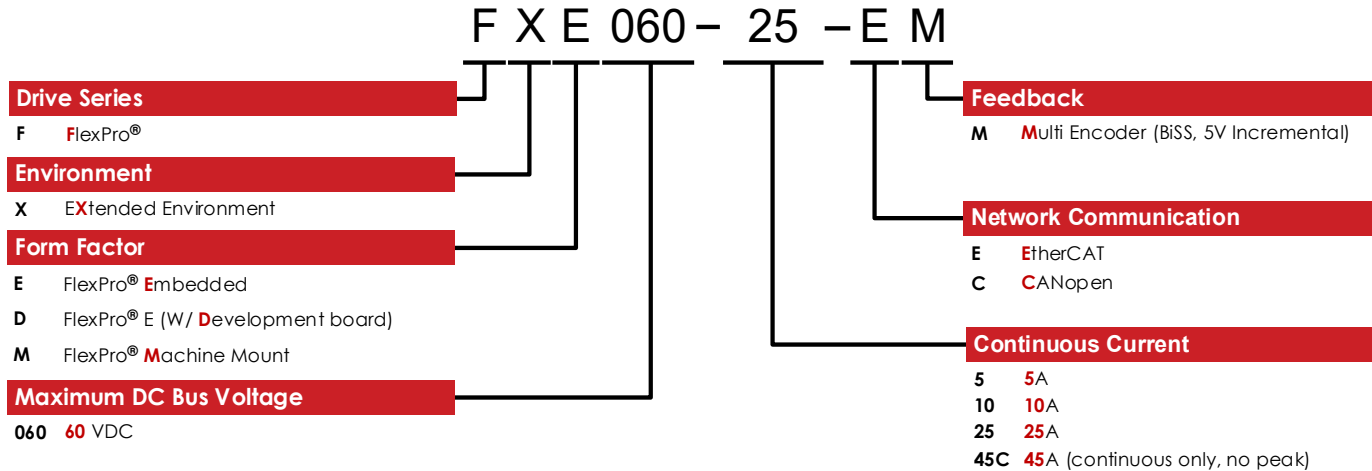 F X E 060 – 25 – E M
Drive Series
F FlexPro®
Environment
X EXtended Environment
Form Factor
E FlexPro® Embedded
D FlexPro® E (W/ Development board)
M FlexPro® Machine Mount
Maximum DC Bus Voltage
060 60 VDC
Feedback
M Multi Encoder (BiSS, 5V Incremental)
Network Communication
E EtherCAT
C CANopen
Continuous Current
5 5A
10 10A
25 25A
45C 45A (continuous only, no peak)